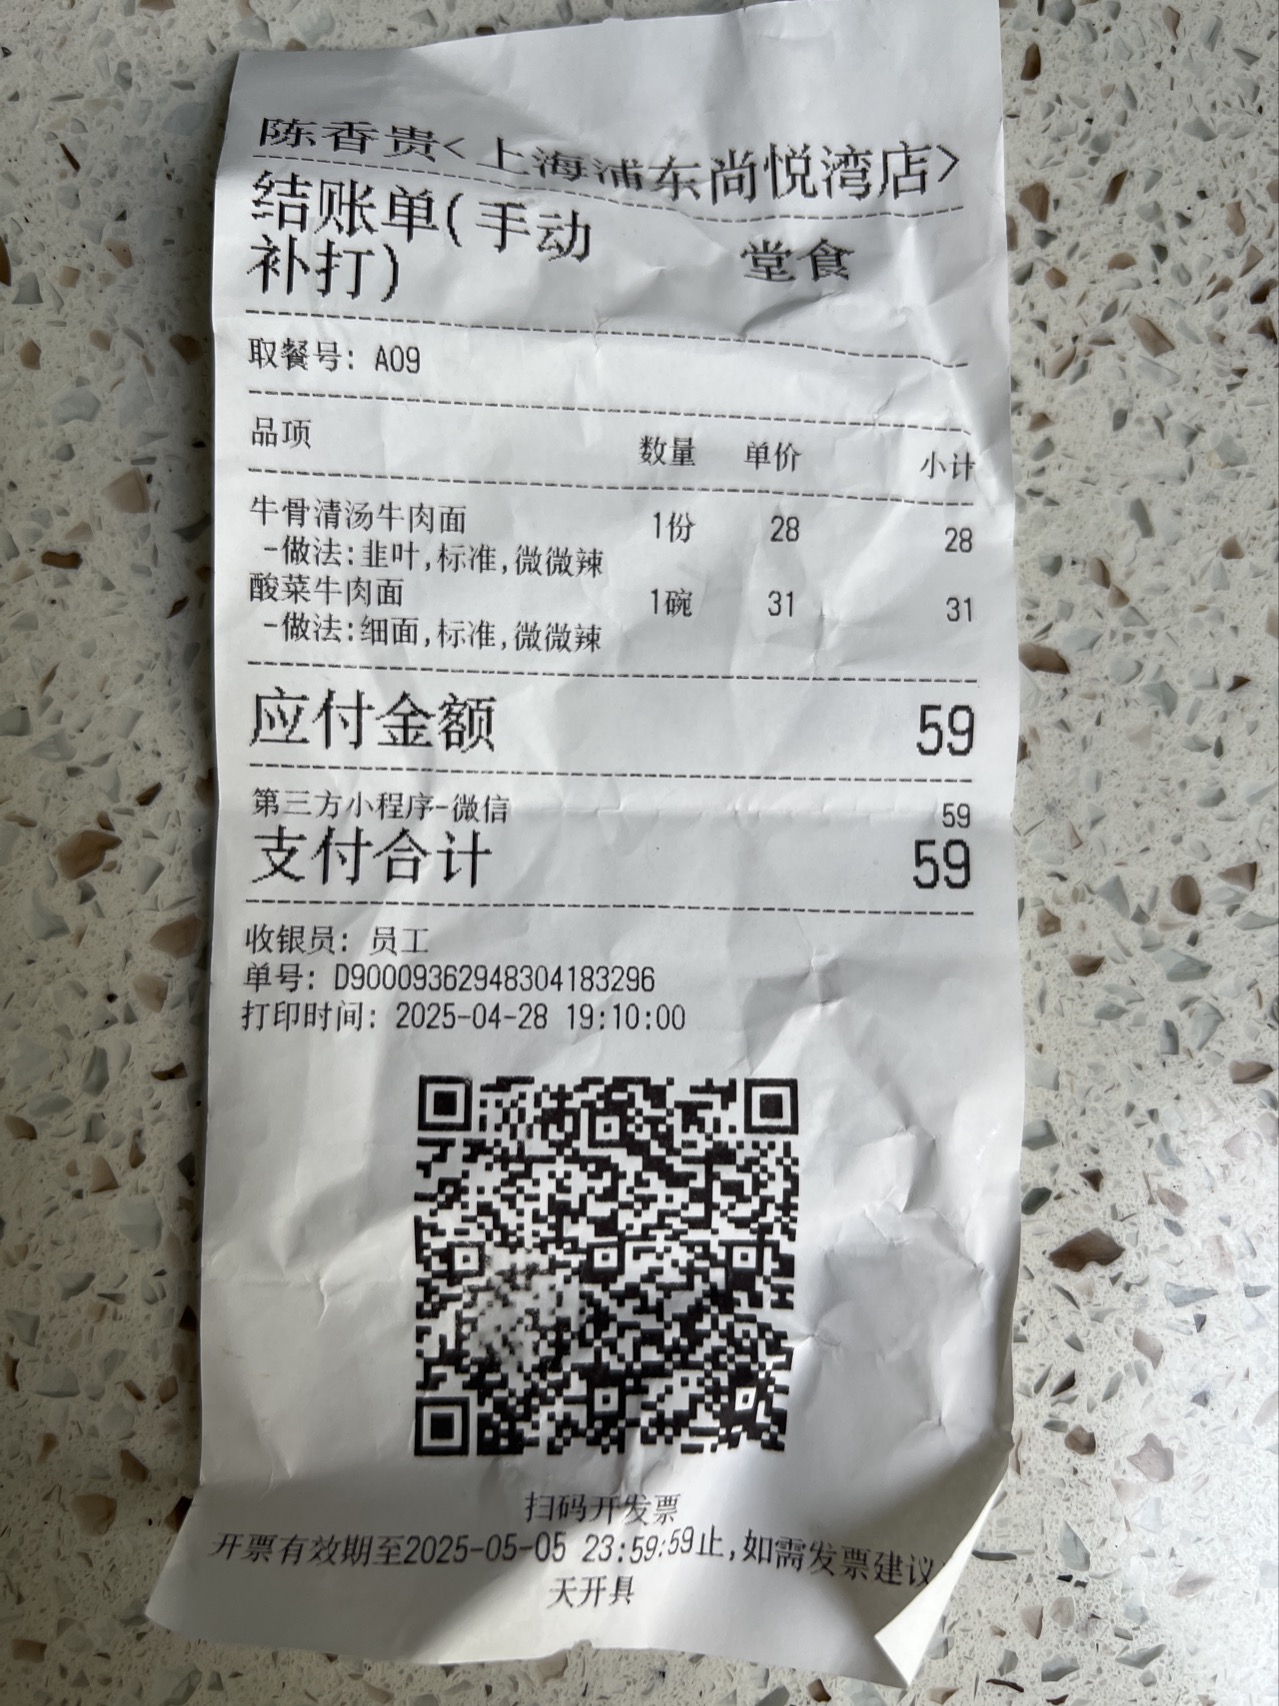 陈香贵<上海浦东尚悦湾店>
结账单(手动
补打)
堂食
取餐号: A09
品项 数量 单价 小计
牛骨清汤牛肉面 1份 28 28
-做法:韭叶,标准,微微辣
酸菜牛肉面 1碗 31 31
-做法:细面,标准,微微辣
应付金额 59
第三方小程序-微信 59
支付合计 59
收银员: 员工
单号: D90009362948304183296
打印时间: 2025-04-28 19:10:00
扫码开发票
开票有效期至2025-05-05 23:59:59止,如需发票建议
天开具